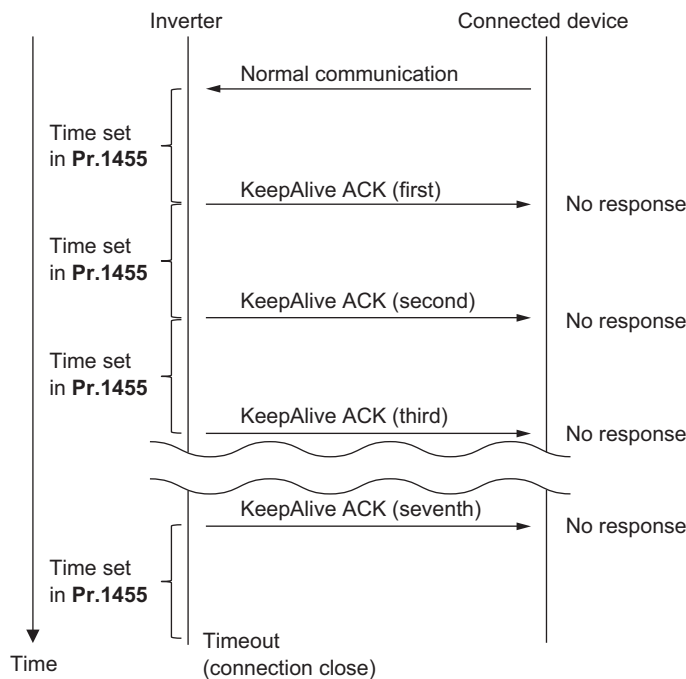 Inverter
Connected device
Normal communication
Time set
in Pr.1455
KeepAlive ACK (first)
No response
Time set
in Pr.1455
KeepAlive ACK (second)
No response
Time set
in Pr.1455
KeepAlive ACK (third)
No response
KeepAlive ACK (seventh)
No response
Time set
in Pr.1455
Timeout
(connection close)
Time